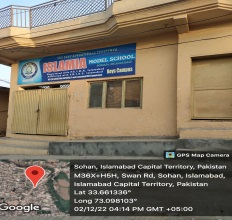 ISLAMIA MODEL SCHOOL
Boys Campus
GPS Map Camera
Sohan, Islamabad Capital Territory, Pakistan
M36X+H5H, Swan Rd, Sohan, Islamabad,
Islamabad Capital Territory, Pakistan
Lat 33.661336°
Long 73.098103°
02/12/22 04:14 PM GMT +05:00
Google